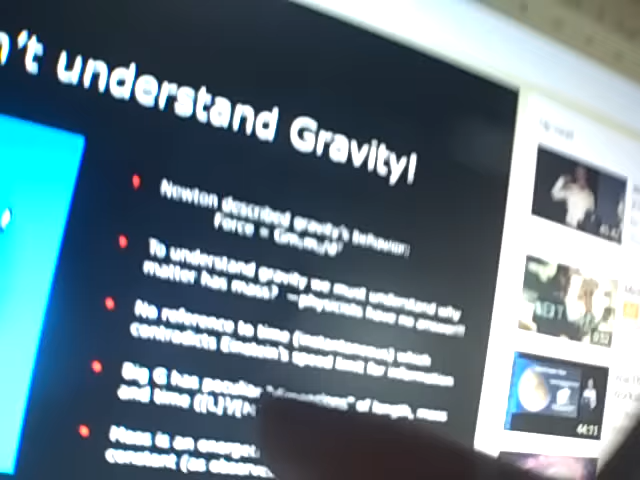 n't understand Gravity!
Newton described gravity's behavior:
Force = Gm₁m₂/d²
To understand gravity we must understand why
matter has mass? —physicists have no answer!!
No reference to time (instantaneous) which
contradicts Einstein's speed limit for information
Big G has peculiar "dimensions" of length, mass
and time
Mass is an
constant (as
Up next
44:11